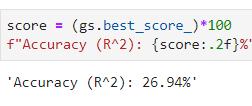 score = (gs.best_score_)*100
f"Accuracy (R^2): {score:.2f}%"
'Accuracy (R^2): 26.94%'